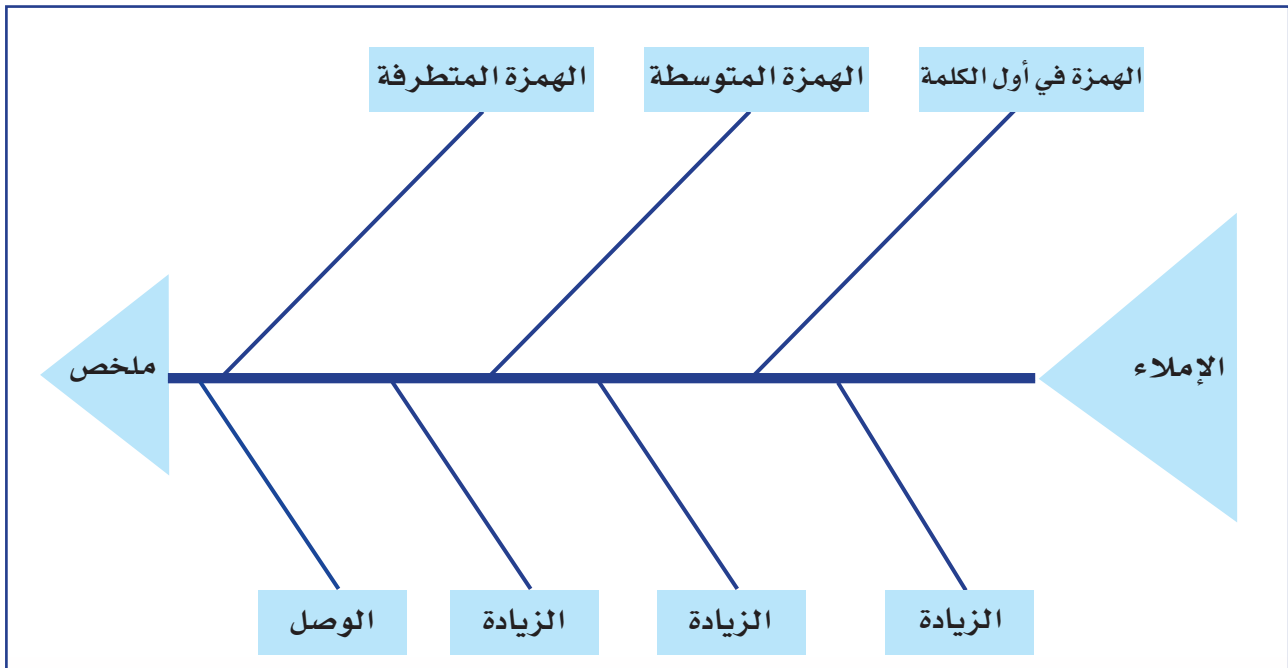 الهمزة في أول الكلمة
الهمزة المتوسطة
الهمزة المتطرفة
الإملاء
ملخص
الزيادة
الزيادة
الزيادة
الوصل